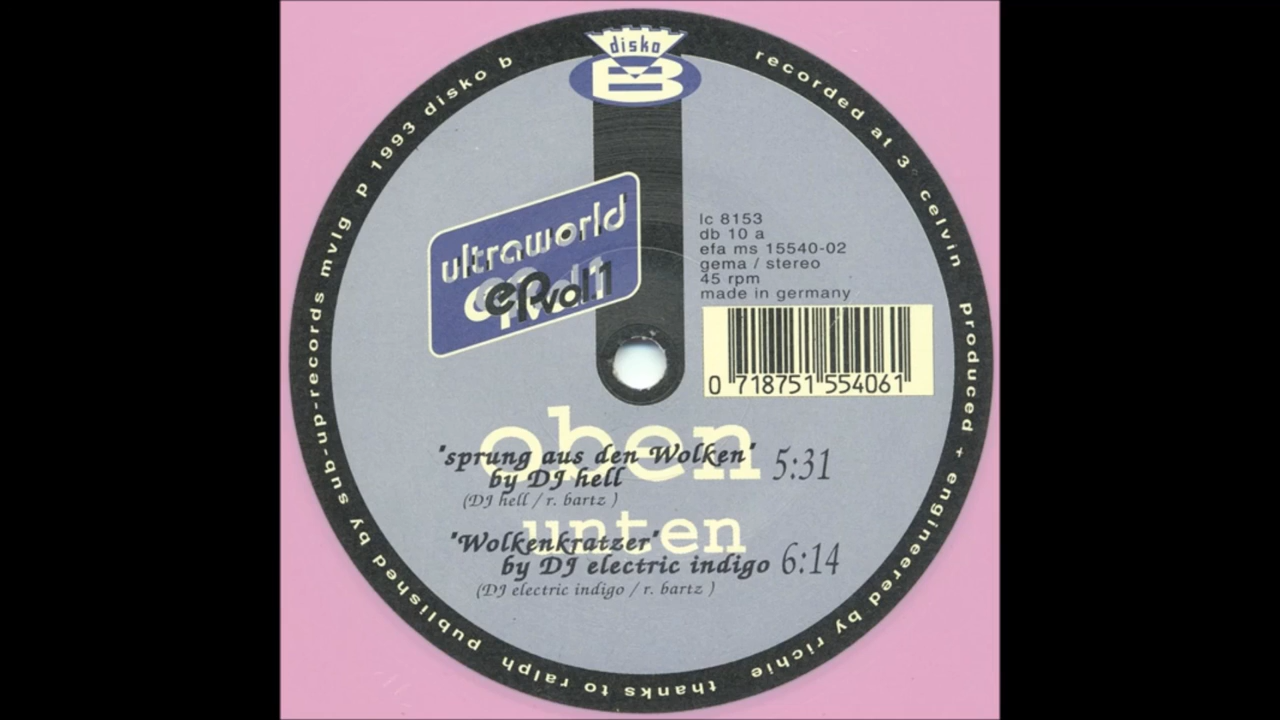 disko
B
recorded at 3° celvin produced + engineered by richie thanks to ralph published by sub-up-records mvlg p 1993 disko b
ultraworld
ep vol.1
lc 8153
db 10 a
efa ms 15540-02
gema / stereo
45 rpm
made in germany
0 718751 554061
oben
"sprung aus den Wolken" 5:31
by DJ hell
(DJ hell / r. bartz )
unten
"Wolkenkratzer"
by DJ electric indigo 6:14
(DJ electric indigo / r. bartz )